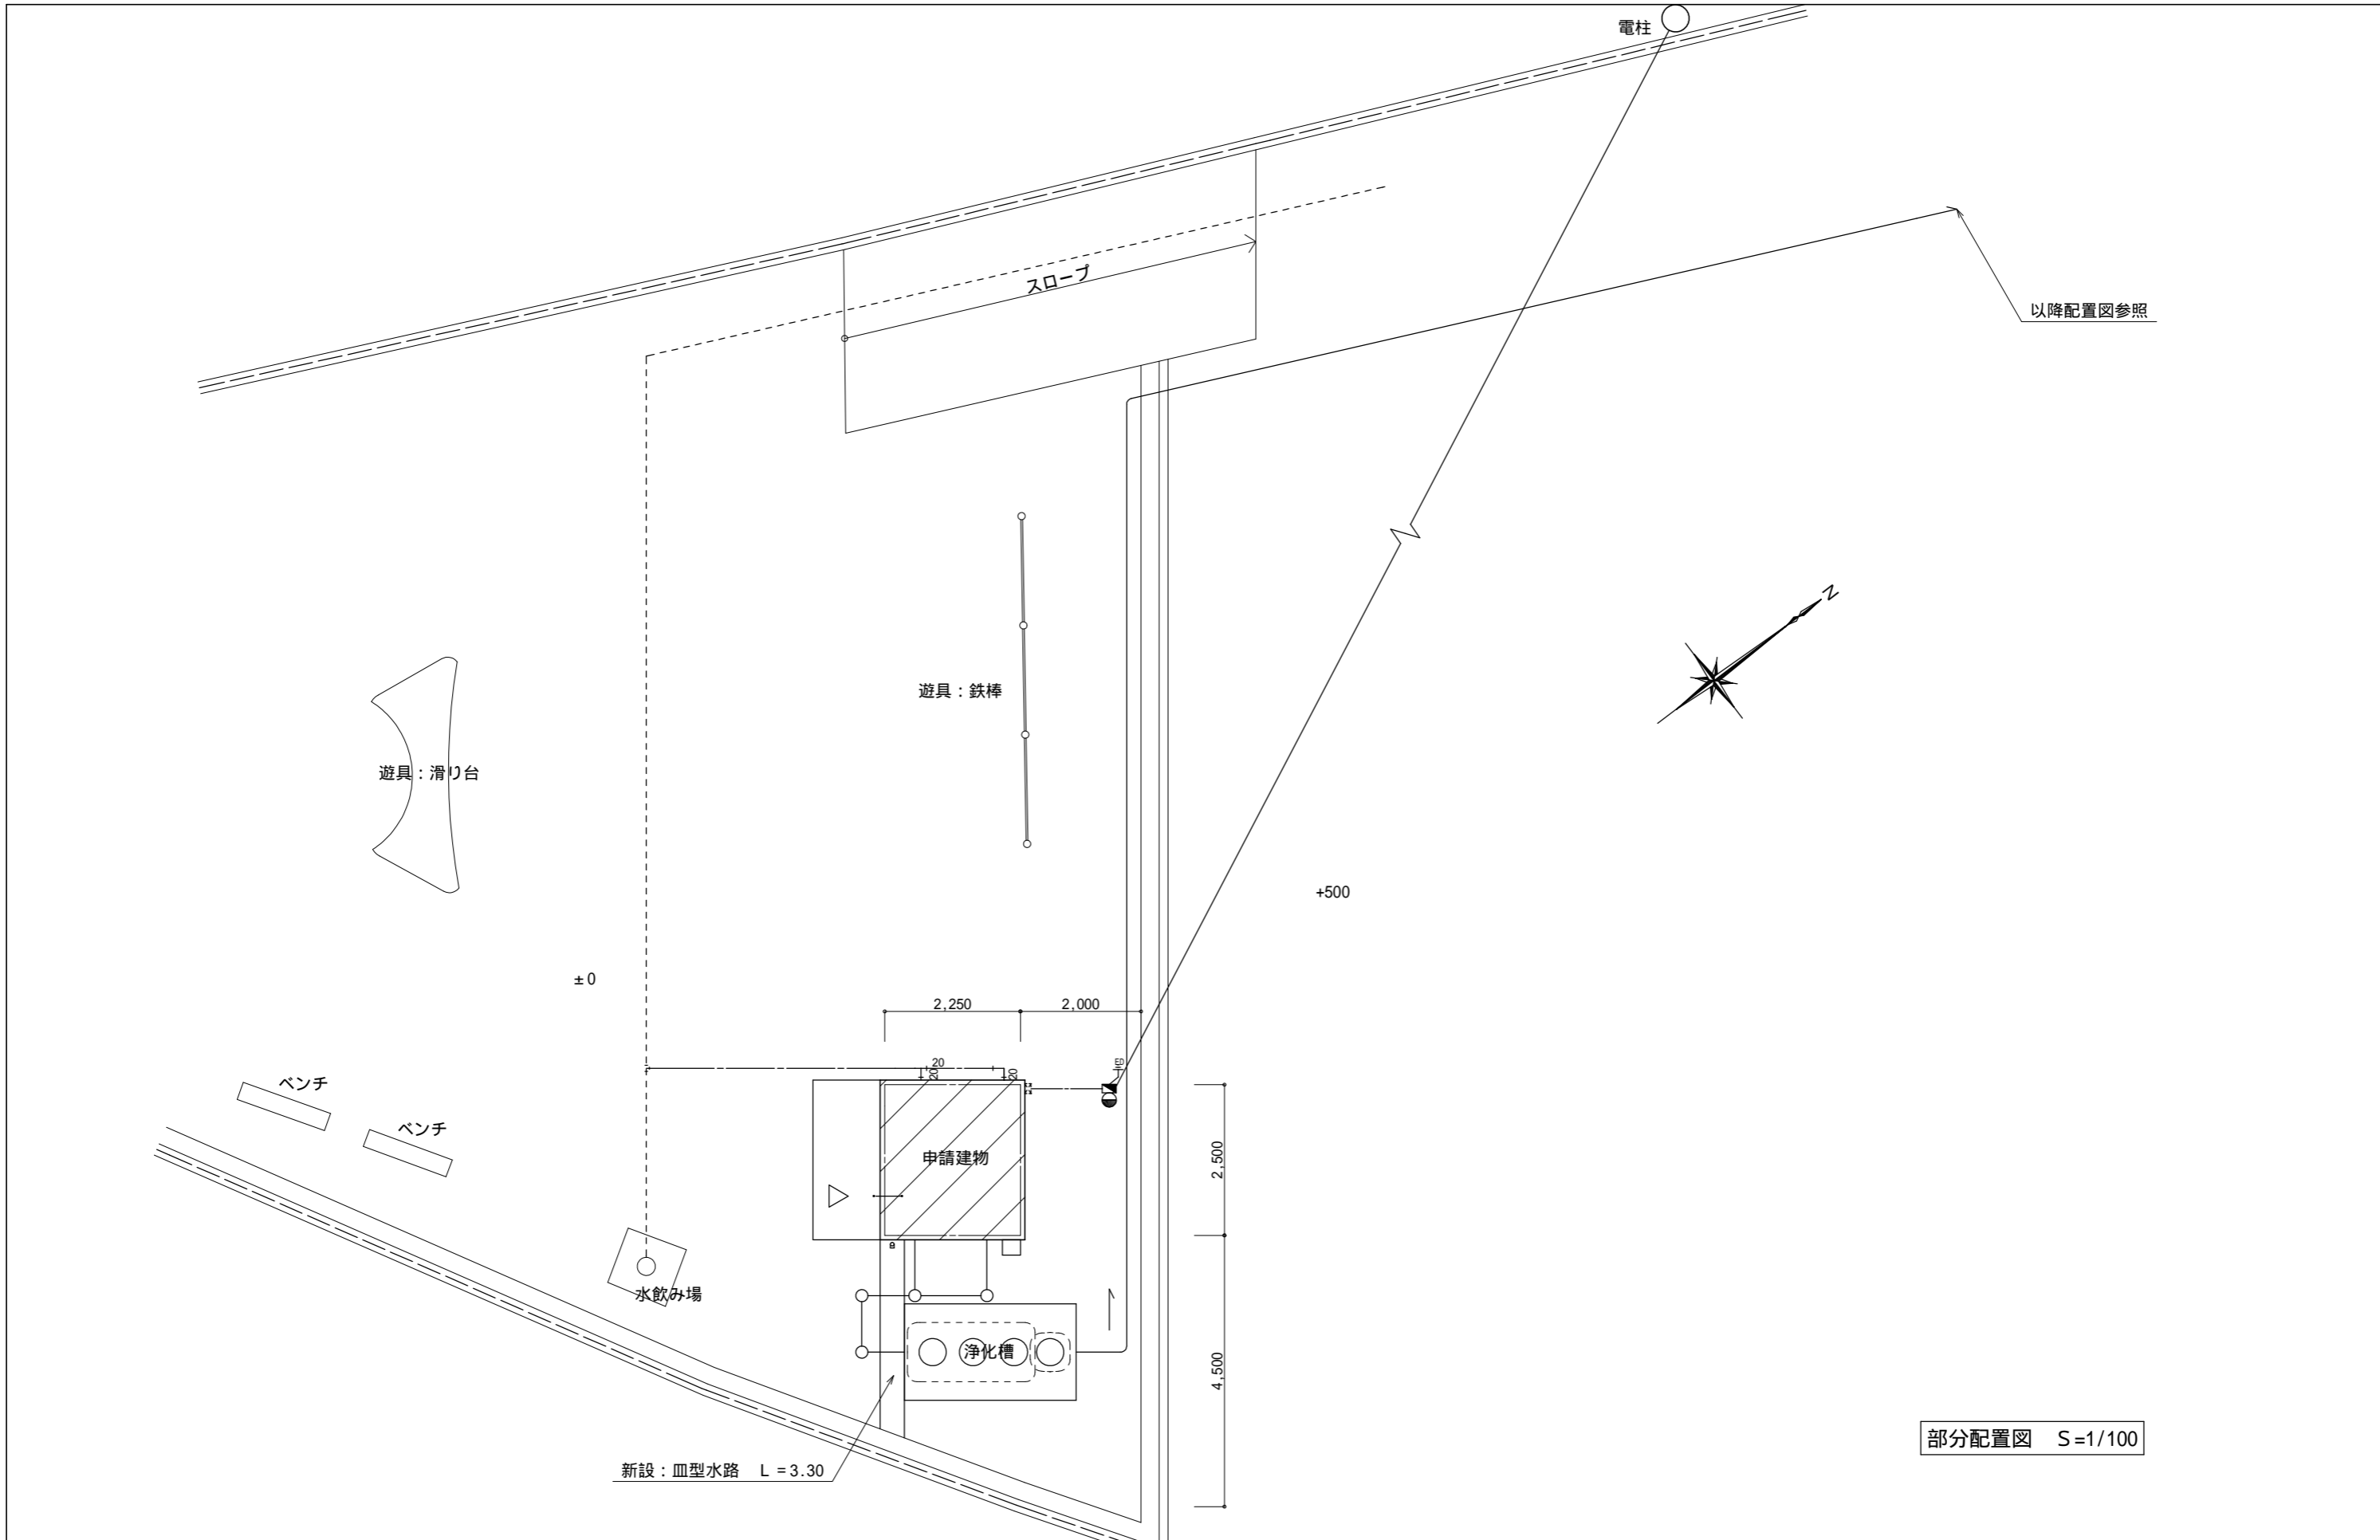 電柱
スロープ
以降配置図参照
N
遊具：鉄棒
遊具：滑り台
+500
±0
2,250
2,000
20
20
20
ED
ベンチ
ベンチ
申請建物
2,500
水飲み場
浄化槽
4,500
新設：皿型水路 L=3.30
部分配置図 S=1/100